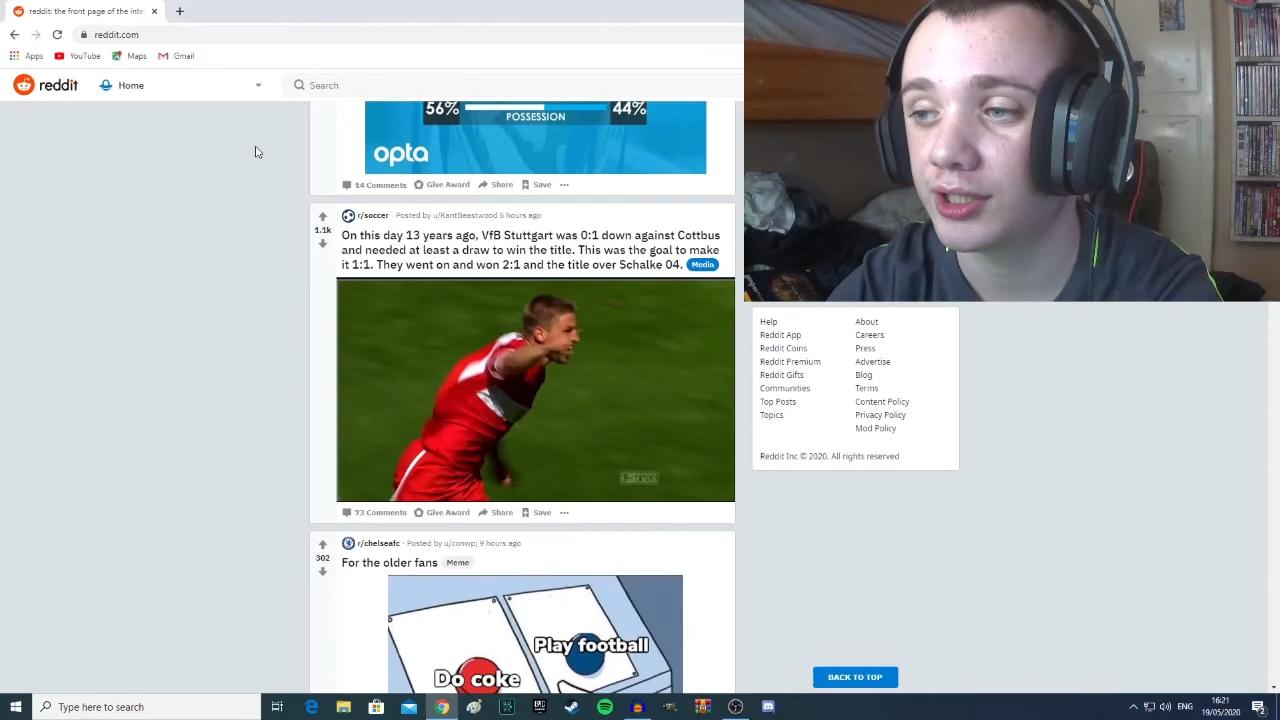 reddit: the front page of the inte
reddit.com
Apps YouTube Maps Gmail
reddit Home Search
56% POSSESSION 44%
opta
14 Comments Give Award Share Save
r/soccer · Posted by u/KantBeastwood 5 hours ago
1.1k
On this day 13 years ago, VfB Stuttgart was 0:1 down against Cottbus
and needed at least a draw to win the title. This was the goal to make
it 1:1. They went on and won 2:1 and the title over Schalke 04. Media
73 Comments Give Award Share Save
r/chelseafc · Posted by u/conwpj 9 hours ago
302
For the older fans Meme
Play football
Do coke
Help About
Reddit App Careers
Reddit Coins Press
Reddit Premium Advertise
Reddit Gifts Blog
Communities Terms
Top Posts Content Policy
Topics Privacy Policy
Mod Policy
Reddit Inc © 2020. All rights reserved
BACK TO TOP
Type here to search
ENG
16:21
19/05/2020